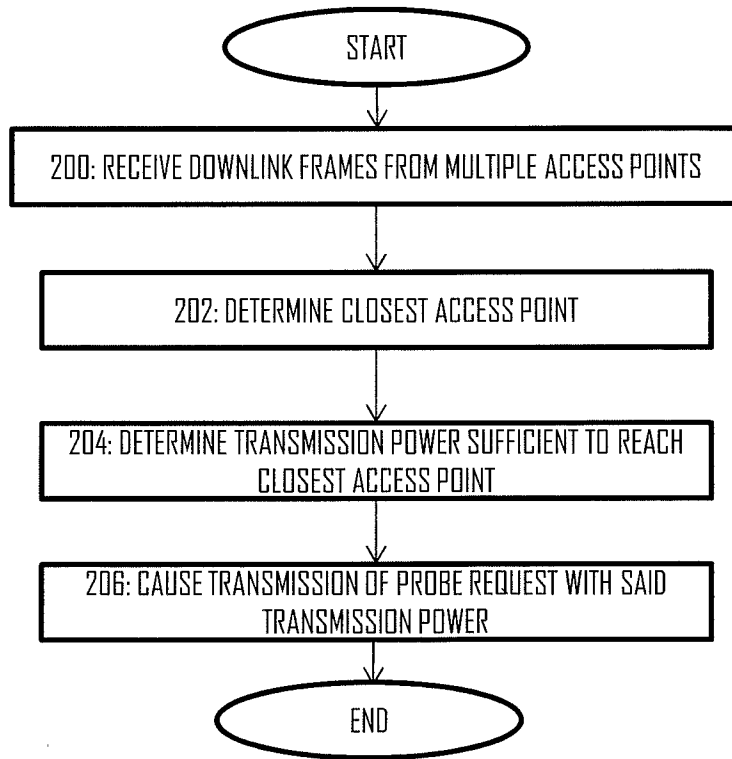 START
200: RECEIVE DOWNLINK FRAMES FROM MULTIPLE ACCESS POINTS
202: DETERMINE CLOSEST ACCESS POINT
204: DETERMINE TRANSMISSION POWER SUFFICIENT TO REACH
CLOSEST ACCESS POINT
206: CAUSE TRANSMISSION OF PROBE REQUEST WITH SAID
TRANSMISSION POWER
END